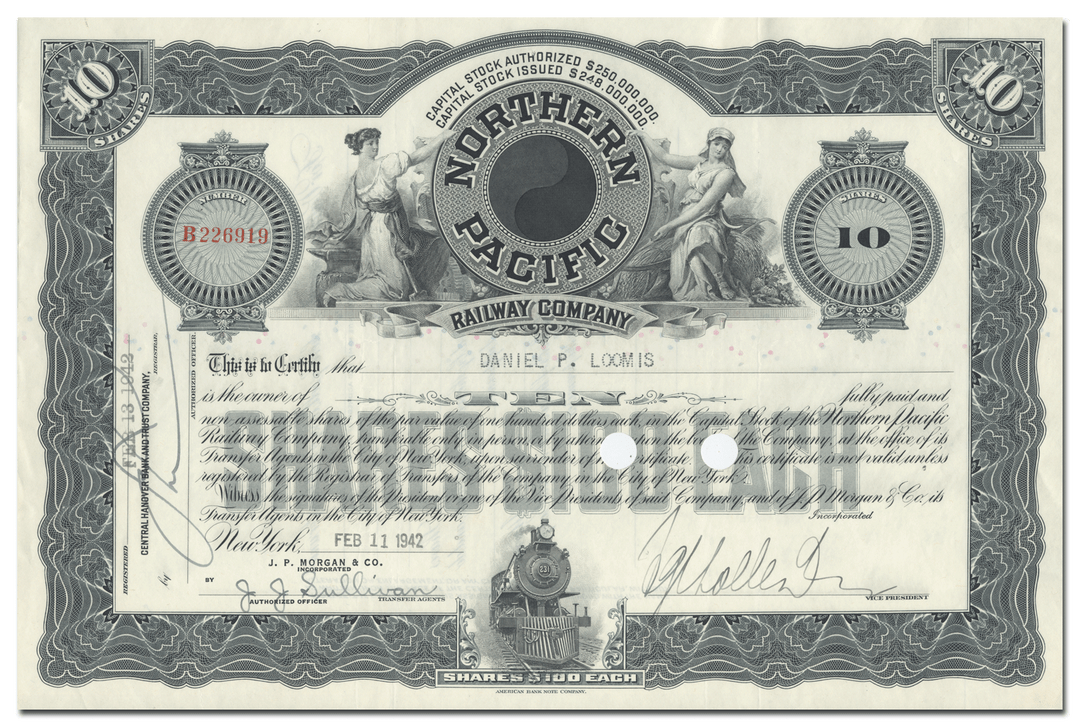 10
SHARES
CAPITAL STOCK AUTHORIZED $250,000,000.
CAPITAL STOCK ISSUED $248,000,000.
10
SHARES
NORTHERN
PACIFIC
RAILWAY COMPANY
NUMBER
B226919
SHARES
10
This is to Certify that DANIEL P. LOOMIS
is the owner of TEN fully paid and
non-assessable shares of the par value of one hundred dollars each, in the Capital Stock of the Northern Pacific
Railway Company, transferable only in person or by attorney upon the books of the Company, at the office of its
Transfer Agents in the City of New York, upon surrender of certificate. This certificate is not valid unless
registered by the Registrar of Transfers of the Company in the City of New York.
Witness the signatures of the President or one of the Vice Presidents of said Company and of J.P. Morgan & Co. its
Incorporated
Transfer Agents in the City of New York.
SHARES $100 EACH
New York, FEB 11 1942
J. P. MORGAN & CO.
INCORPORATED
BY J J Sullivan
AUTHORIZED OFFICER TRANSFER AGENTS
VICE PRESIDENT
REGISTERED FEB 13 1942
CENTRAL HANOVER BANK AND TRUST COMPANY,
REGISTRAR
by
AUTHORIZED OFFICER.
231
SHARES $100 EACH
AMERICAN BANK NOTE COMPANY.